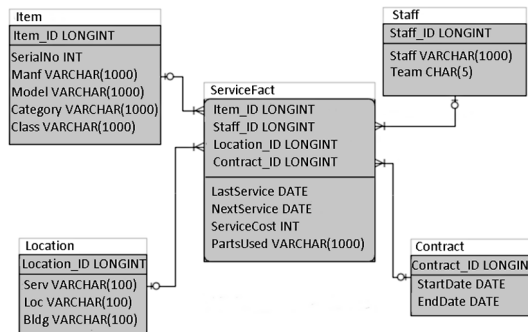 Item
Item_ID LONGINT
SerialNo INT
Manf VARCHAR(1000)
Model VARCHAR(1000)
Category VARCHAR(1000)
Class VARCHAR(1000)
Staff
Staff_ID LONGINT
Staff VARCHAR(1000)
Team CHAR(5)
ServiceFact
Item_ID LONGINT
Staff_ID LONGINT
Location_ID LONGINT
Contract_ID LONGINT
LastService DATE
NextService DATE
ServiceCost INT
PartsUsed VARCHAR(1000)
Location
Location_ID LONGINT
Serv VARCHAR(100)
Loc VARCHAR(100)
Bldg VARCHAR(100)
Contract
Contract_ID LONGIN
StartDate DATE
EndDate DATE